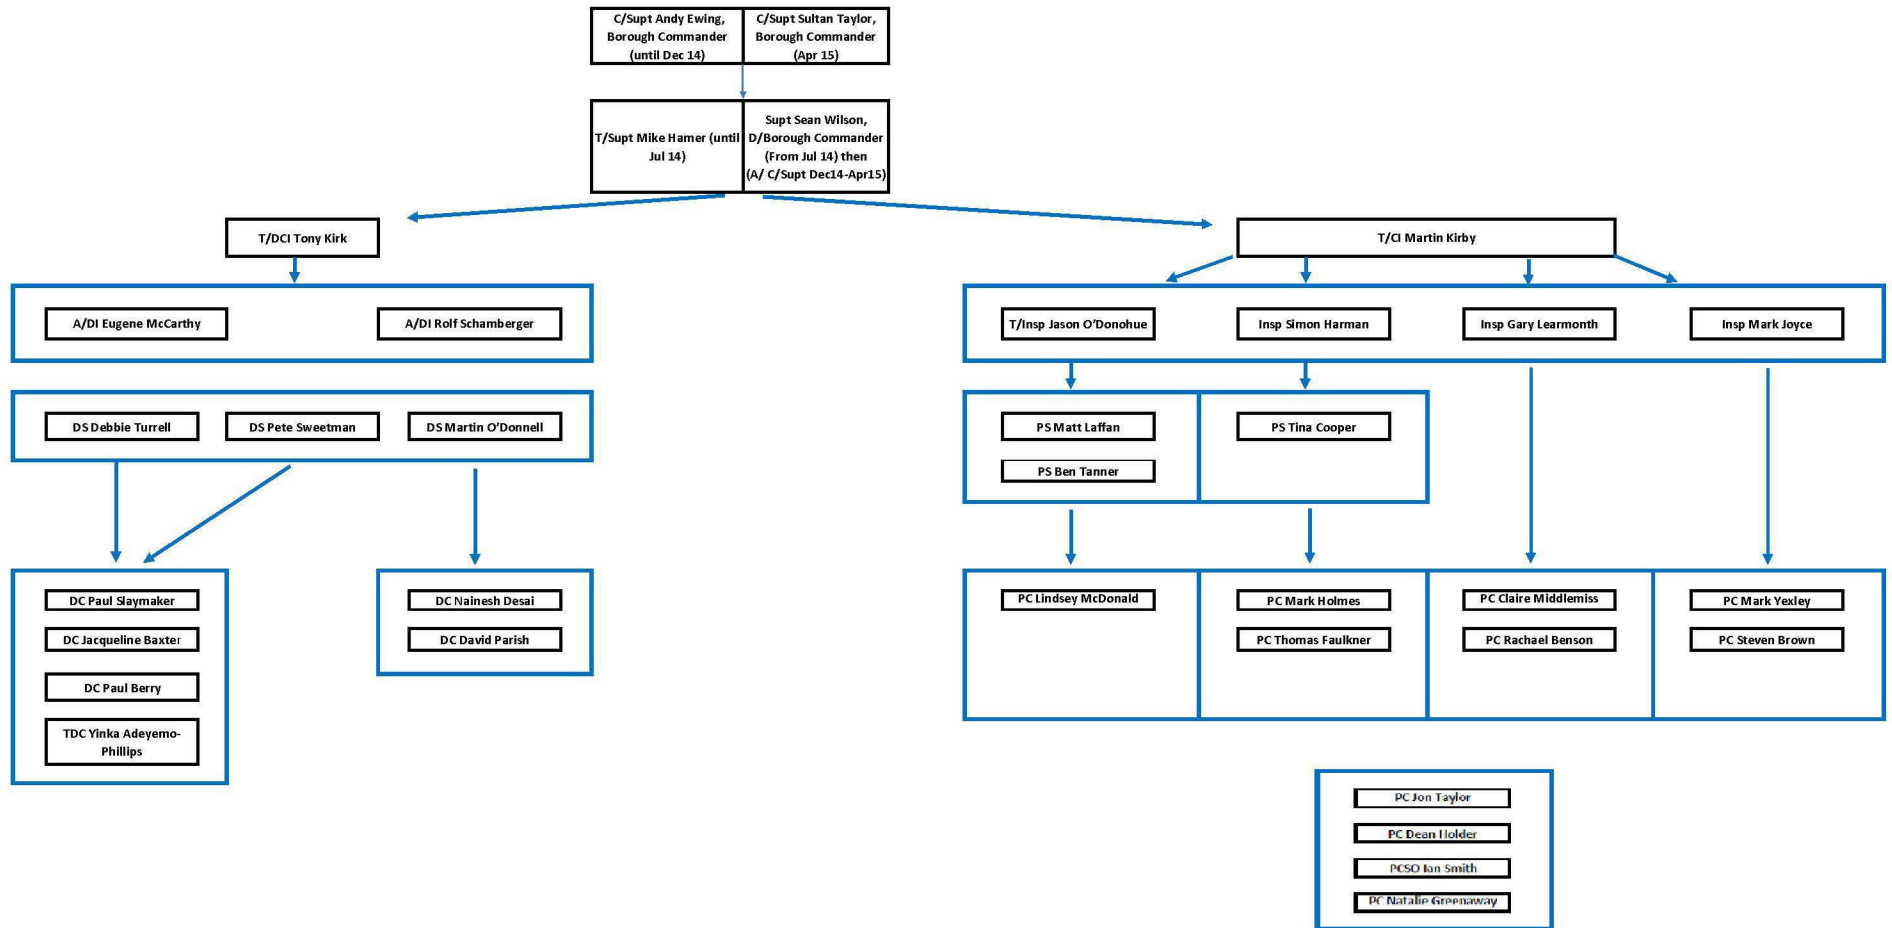 C/Supt Andy Ewing,
Borough Commander
(until Dec 14)
C/Supt Sultan Taylor,
Borough Commander
(Apr 15)
T/Supt Mike Hamer (until
Jul 14)
Supt Sean Wilson,
D/Borough Commander
(From Jul 14) then
(A/ C/Supt Dec14-Apr15)
T/DCI Tony Kirk
T/CI Martin Kirby
A/DI Eugene McCarthy
A/DI Rolf Schamberger
T/Insp Jason O’Donohue
Insp Simon Harman
Insp Gary Learmonth
Insp Mark Joyce
DS Debbie Turrell
DS Pete Sweetman
DS Martin O’Donnell
PS Matt Laffan
PS Tina Cooper
PS Ben Tanner
DC Paul Slaymaker
DC Jacqueline Baxter
DC Paul Berry
TDC Yinka Adeyemo-
Phillips
DC Nainesh Desai
DC David Parish
PC Lindsey McDonald
PC Mark Holmes
PC Thomas Faulkner
PC Claire Middlemiss
PC Rachael Benson
PC Mark Yexley
PC Steven Brown
PC Jon Taylor
PC Dean Holder
PCSO Ian Smith
PC Natalie Greenaway